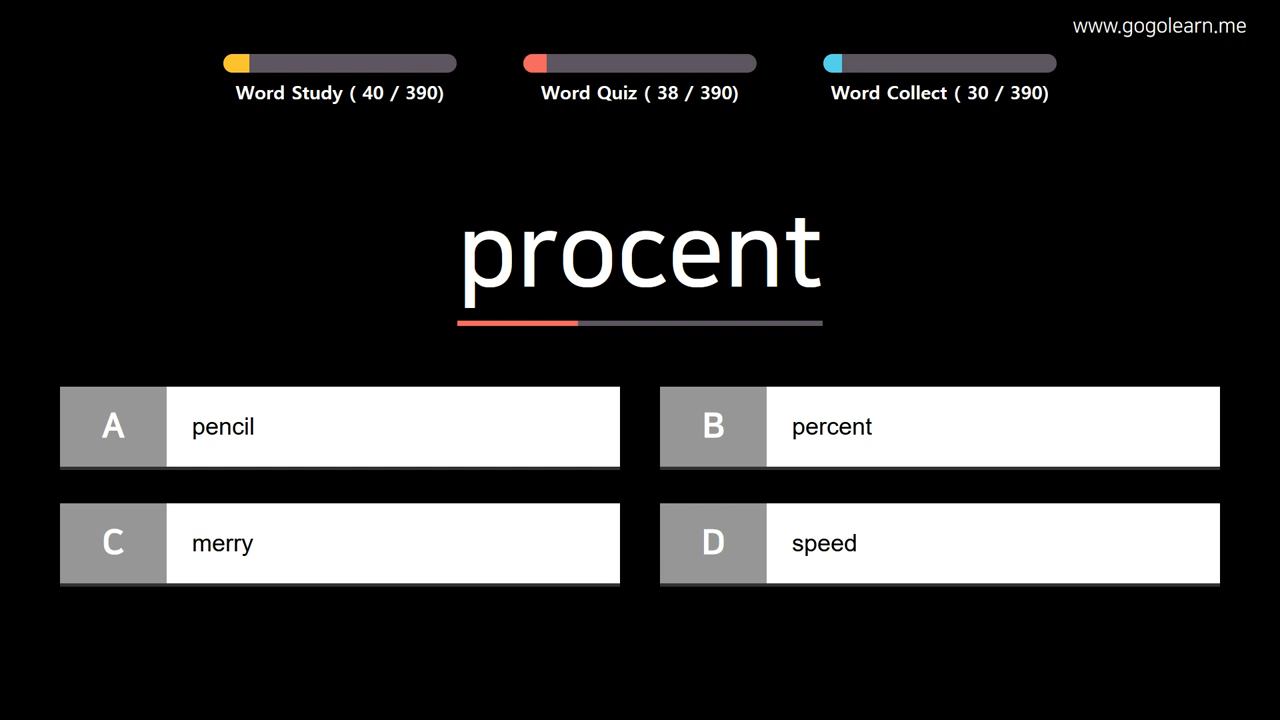 www.gogolearn.me
Word Study ( 40 / 390)
Word Quiz ( 38 / 390)
Word Collect ( 30 / 390)
procent
A pencil
B percent
C merry
D speed